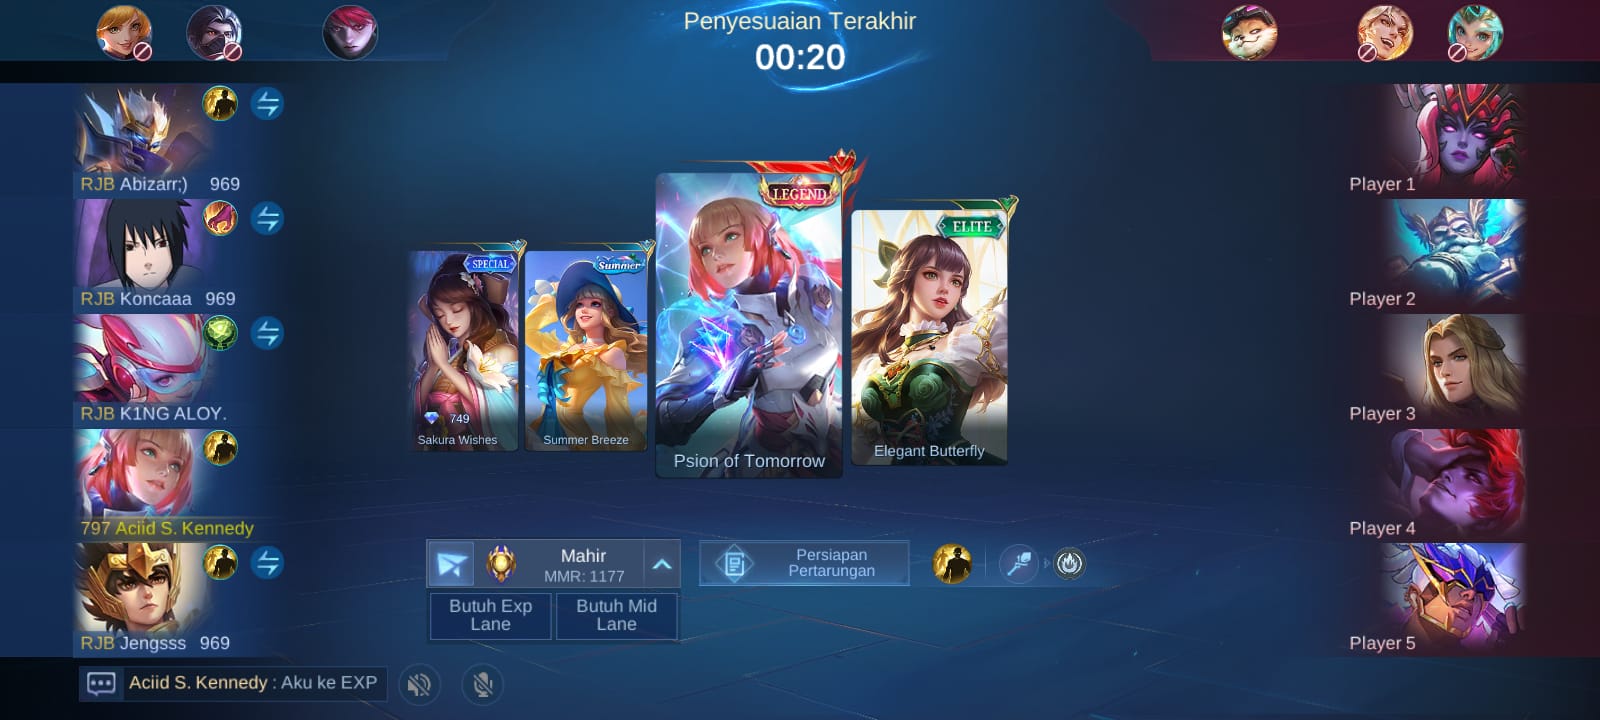 Penyesuaian Terakhir
00:20
RJB Abizarr;) 969
RJB Koncaaa 969
RJB K1NG ALOY.
797 Aciid S. Kennedy
RJB Jengsss 969
SPECIAL
749
Sakura Wishes
Summer
Summer Breeze
LEGEND
Psion of Tomorrow
ELITE
Elegant Butterfly
Player 1
Player 2
Player 3
Player 4
Player 5
Mahir
MMR: 1177
Persiapan
Pertarungan
Butuh Exp
Lane
Butuh Mid
Lane
Aciid S. Kennedy : Aku ke EXP